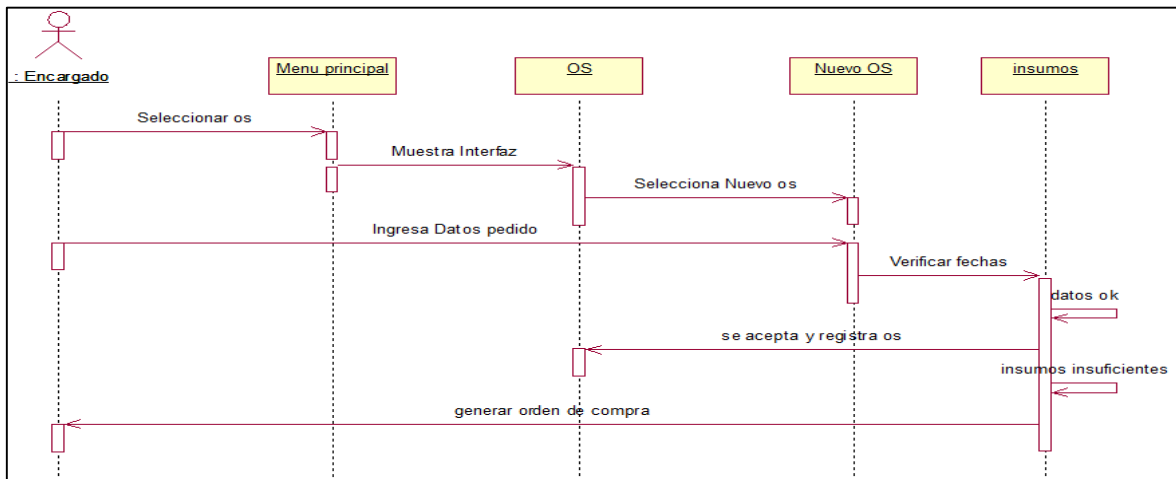 : Encargado
Menu principal
OS
Nuevo OS
insumos
Seleccionar os
Muestra Interfaz
Selecciona Nuevo os
Ingresa Datos pedido
Verificar fechas
datos ok
se acepta y registra os
insumos insuficientes
generar orden de compra